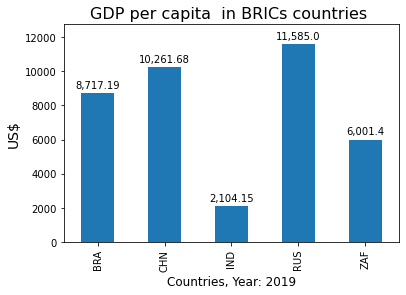 GDP per capita  in BRICs countries
US$
12000
10000
8000
6000
4000
2000
0
8,717.19
10,261.68
2,104.15
11,585.0
6,001.4
BRA
CHN
IND
RUS
ZAF
Countries, Year: 2019